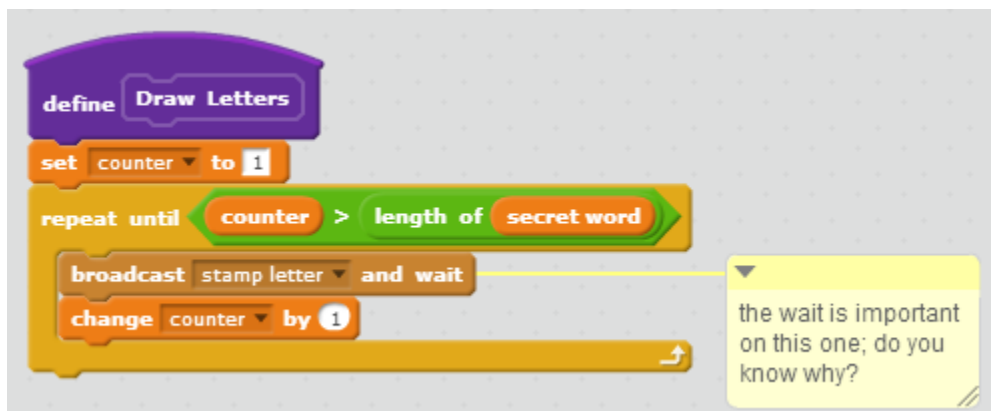 define Draw Letters
set counter to 1
repeat until counter > length of secret word
broadcast stamp letter and wait
change counter by 1
the wait is important
on this one; do you
know why?